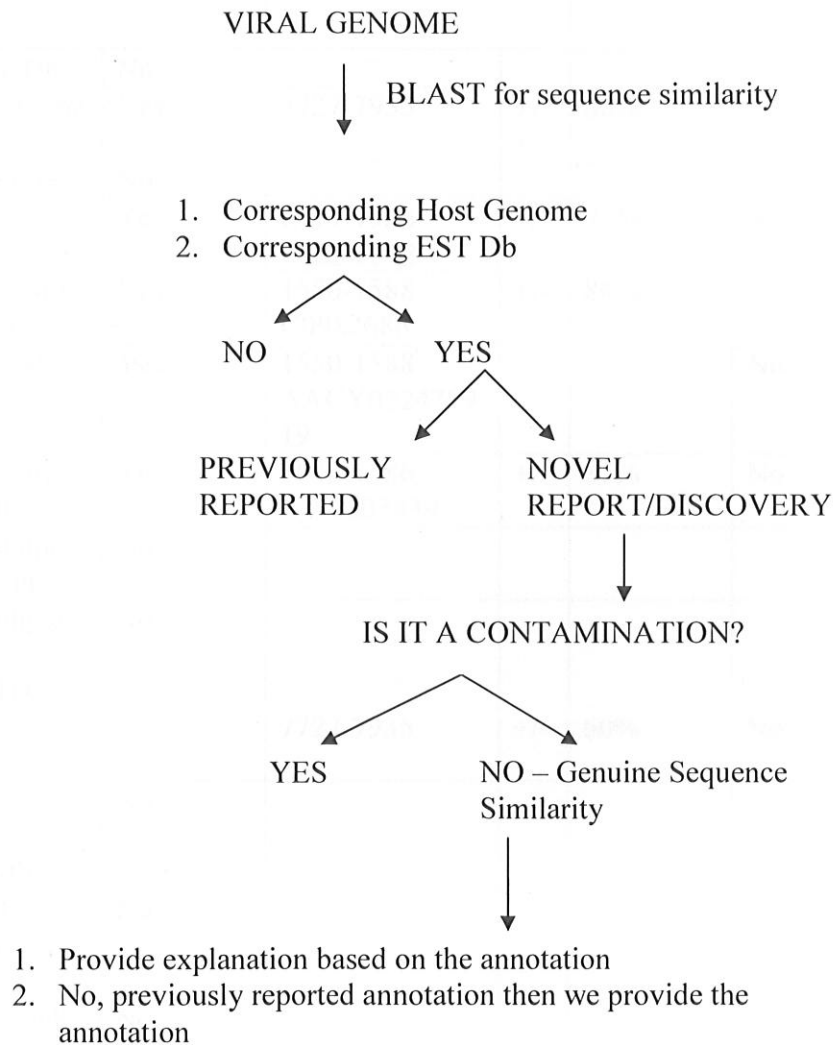 VIRAL GENOME
BLAST for sequence similarity
1. Corresponding Host Genome
2. Corresponding EST Db
NO
YES
PREVIOUSLY
REPORTED
NOVEL
REPORT/DISCOVERY
IS IT A CONTAMINATION?
YES
NO – Genuine Sequence
Similarity
1. Provide explanation based on the annotation
2. No, previously reported annotation then we provide the
annotation